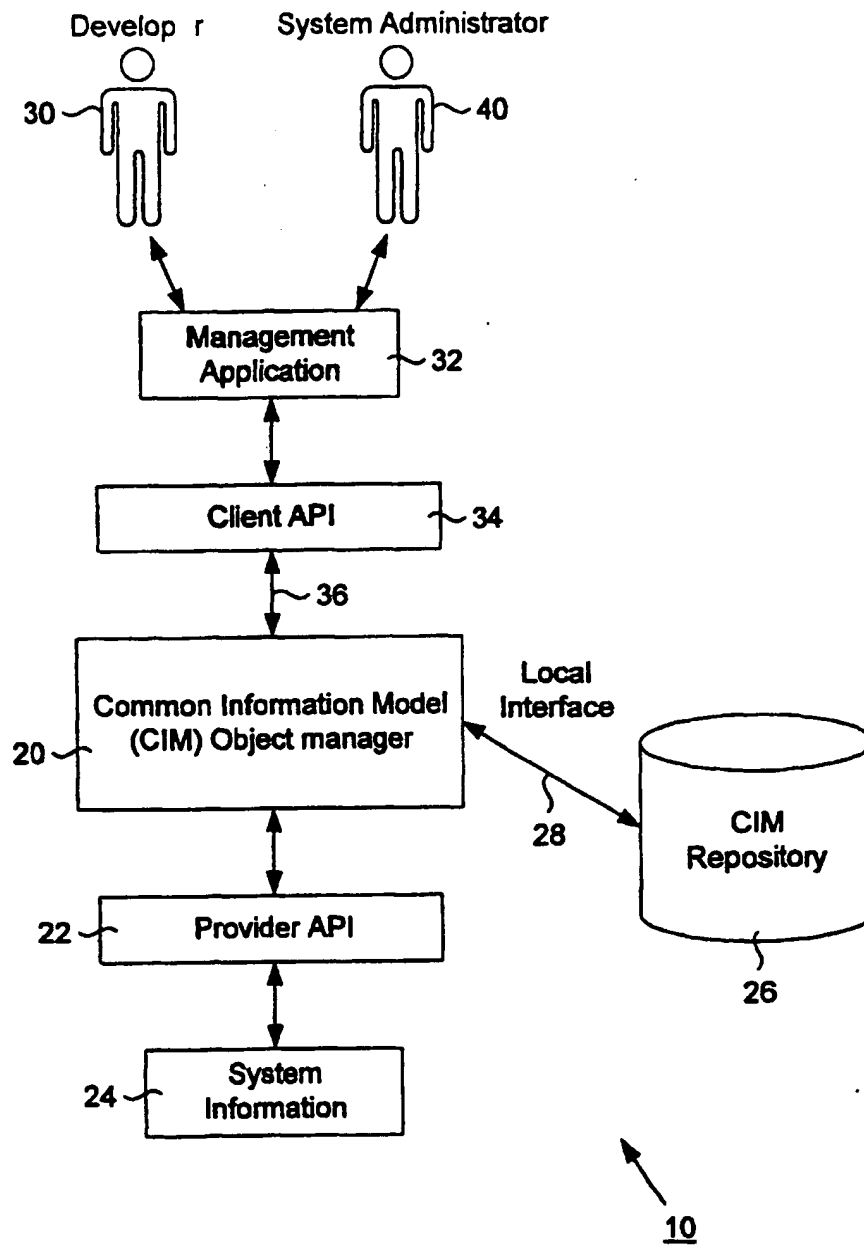 Develop r
System Administrator
30
40
Management
Application
32
Client API
34
36
Common Information Model
(CIM) Object manager
20
Local
Interface
28
CIM
Repository
26
22
Provider API
24
System
Information
10